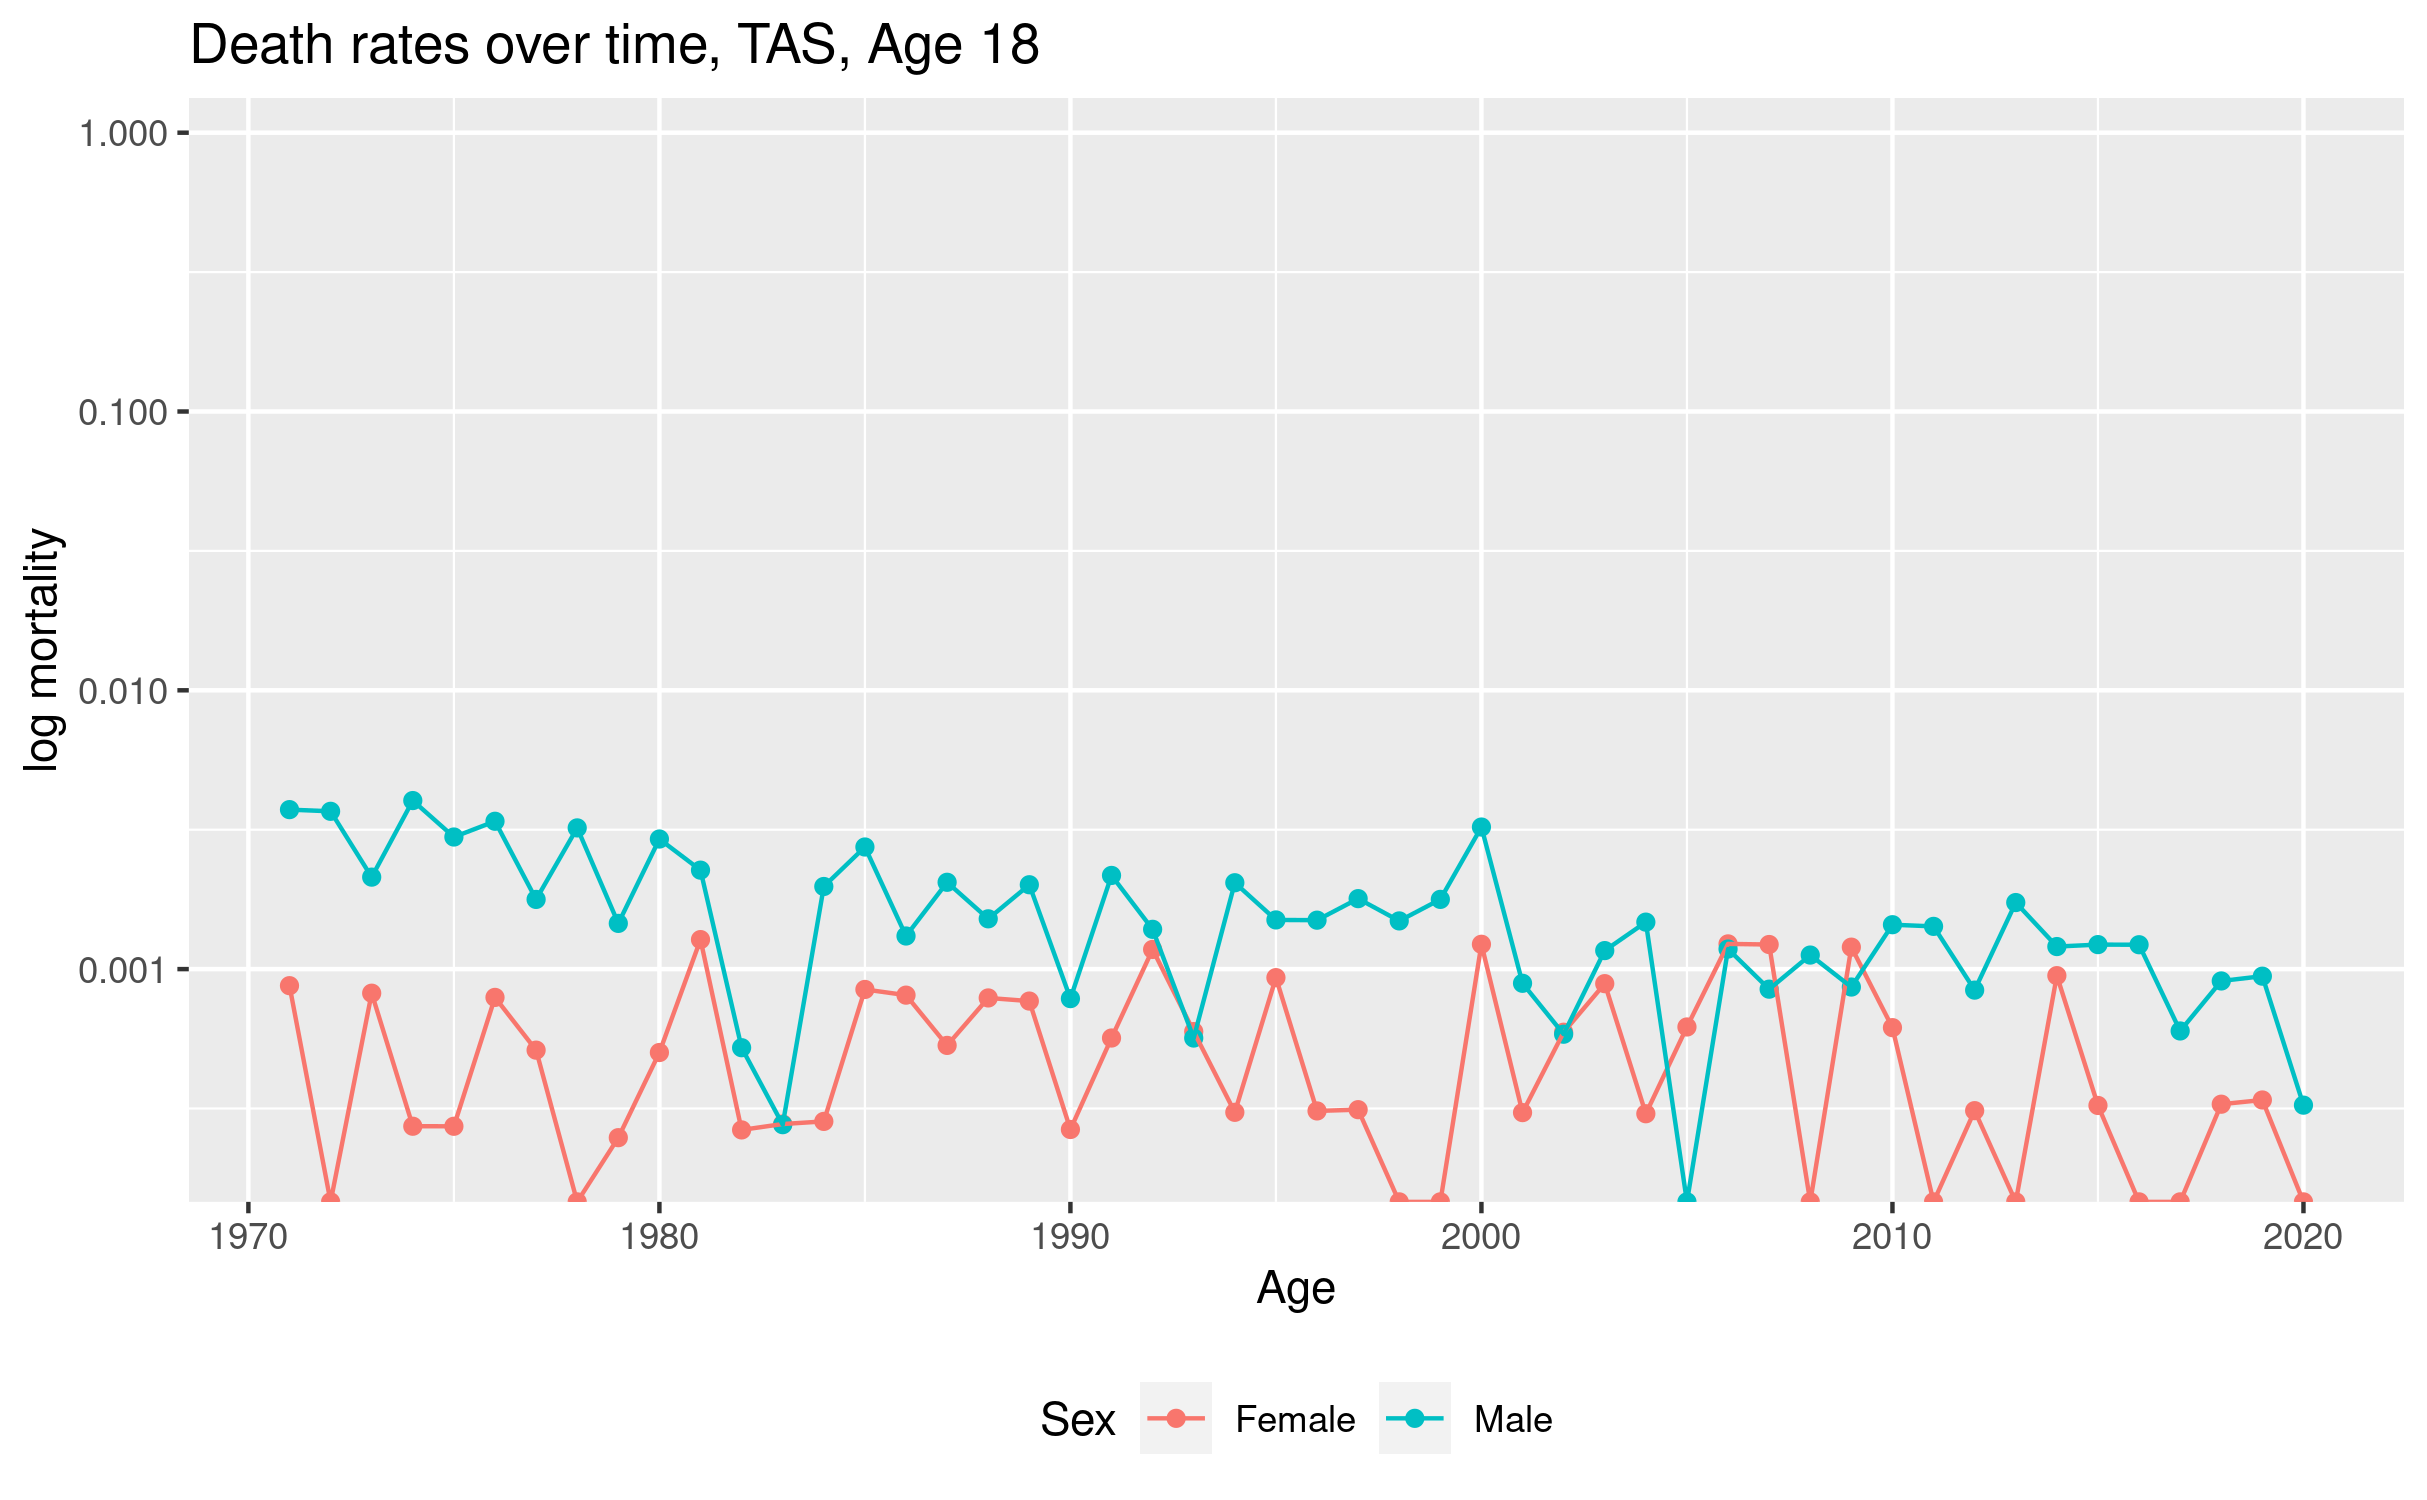 Death rates over time, TAS, Age 18
1.000
0.100
0.010
0.001
log mortality
1970 1980 1990 2000 2010 2020
Age
Sex Female Male